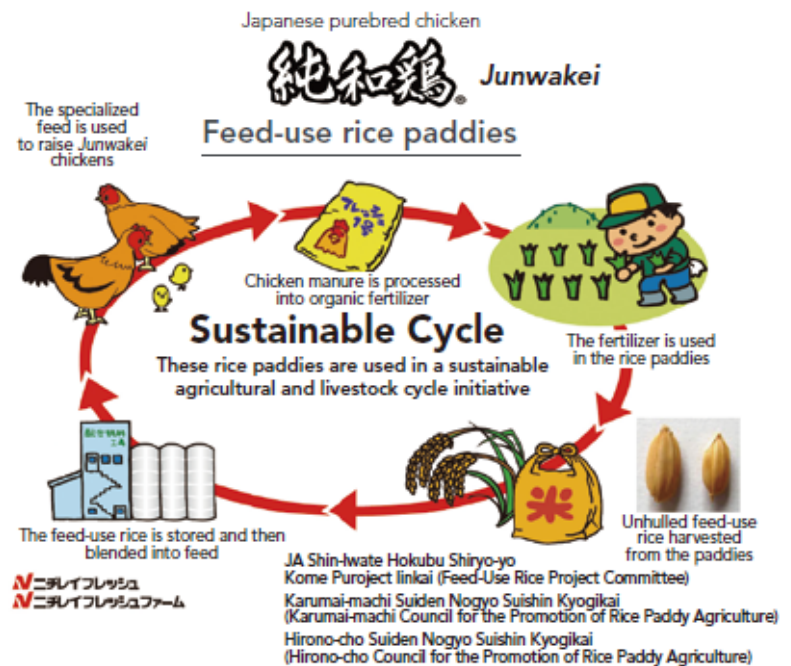 Japanese purebred chicken
純和鶏® Junwakei
Feed-use rice paddies
The specialized
feed is used
to raise Junwakei
chickens
フレッシュ
1号
Chicken manure is processed
into organic fertilizer
The fertilizer is used
in the rice paddies
Sustainable Cycle
These rice paddies are used in a sustainable
agricultural and livestock cycle initiative
米
Unhulled feed-use
rice harvested
from the paddies
The feed-use rice is stored and then
blended into feed
ニチレイフレッシュ
ニチレイフレッシュファーム
JA Shin-Iwate Hokubu Shiryo-yo
Kome Puroject Iinkai (Feed-Use Rice Project Committee)
Karumai-machi Suiden Nogyo Suishin Kyogikai
(Karumai-machi Council for the Promotion of Rice Paddy Agriculture)
Hirono-cho Suiden Nogyo Suishin Kyogikai
(Hirono-cho Council for the Promotion of Rice Paddy Agriculture)